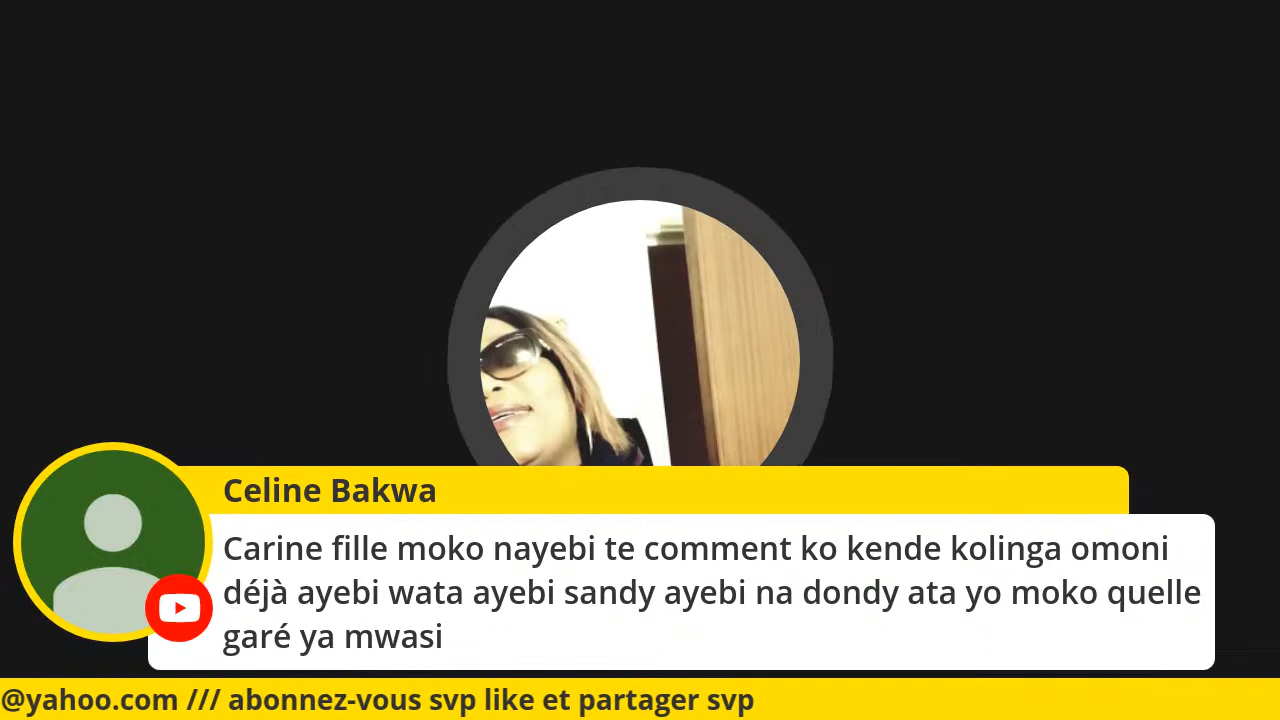 Celine Bakwa
Carine fille moko nayebi te comment ko kende kolinga omoni
déjà ayebi wata ayebi sandy ayebi na dondy ata yo moko quelle
garé ya mwasi
@yahoo.com /// abonnez-vous svp like et partager svp